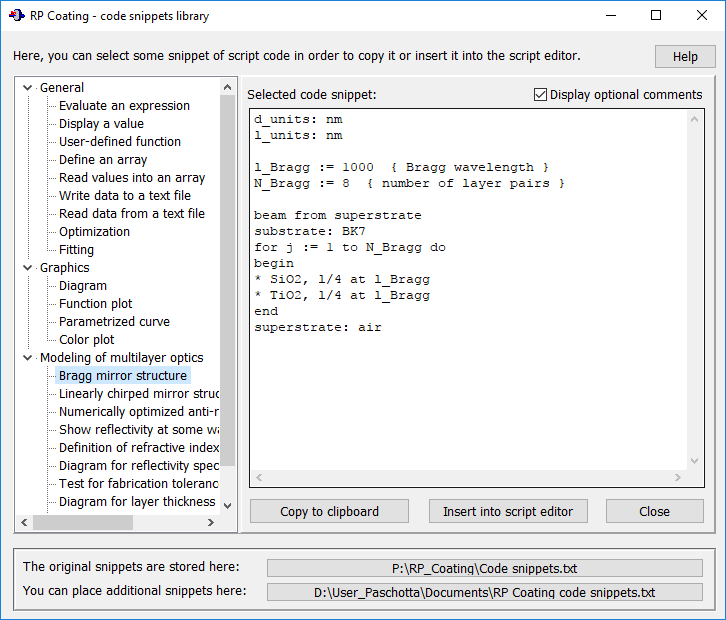 RP Coating - code snippets library
Here, you can select some snippet of script code in order to copy it or insert it into the script editor.
Help
General
Evaluate an expression
Display a value
User-defined function
Define an array
Read values into an array
Write data to a text file
Read data from a text file
Optimization
Fitting
Graphics
Diagram
Function plot
Parametrized curve
Color plot
Modeling of multilayer optics
Bragg mirror structure
Linearly chirped mirror struc
Numerically optimized anti-r
Show reflectivity at some wa
Definition of refractive index
Diagram for reflectivity spec
Test for fabrication toleranc
Diagram for layer thickness
Selected code snippet:
Display optional comments
d_units: nm
l_units: nm
l_Bragg := 1000  { Bragg wavelength }
N_Bragg := 8  { number of layer pairs }
beam from superstrate
substrate: BK7
for j := 1 to N_Bragg do
begin
* SiO2, l/4 at l_Bragg
* TiO2, l/4 at l_Bragg
end
superstrate: air
Copy to clipboard
Insert into script editor
Close
The original snippets are stored here:
P:\RP_Coating\Code snippets.txt
You can place additional snippets here:
D:\User_Paschotta\Documents\RP Coating code snippets.txt